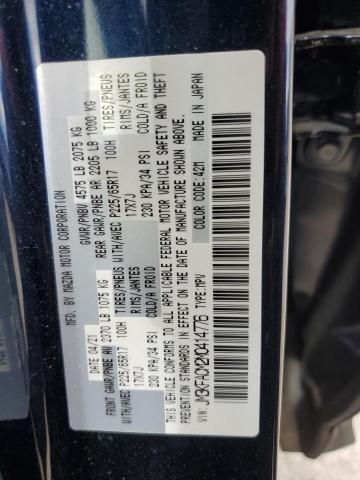 MFD. BY MAZDA MOTOR CORPORATION
GVWR/PNBV 4575 LB 2075 KG
DATE: 04/21
FRONT GAWR/PNBE AV 2370 LB 1075 KG
REAR GAWR/PNBE AR 2205 LB 1000 KG
TIRES/PNEUS WITH/AVEC P225/65R17 100H
TIRES/PNEUS WITH/AVEC P225/65R17 100H
TIRES/PNEUS
RIMS/JANTES 17X7J
17X7J
RIMS/JANTES
COLD/A FROID 230 KPA/34 PSI
230 KPA/34 PSI
COLD/A FROID
THIS VEHICLE CONFORMS TO ALL APPLICABLE FEDERAL MOTOR VEHICLE SAFETY AND THEFT
PREVENTION STANDARDS IN EFFECT ON THE DATE OF MANUFACTURE SHOWN ABOVE.
MADE IN JAPAN
COLOR CODE: 42M
TYPE: MPV
VIN: